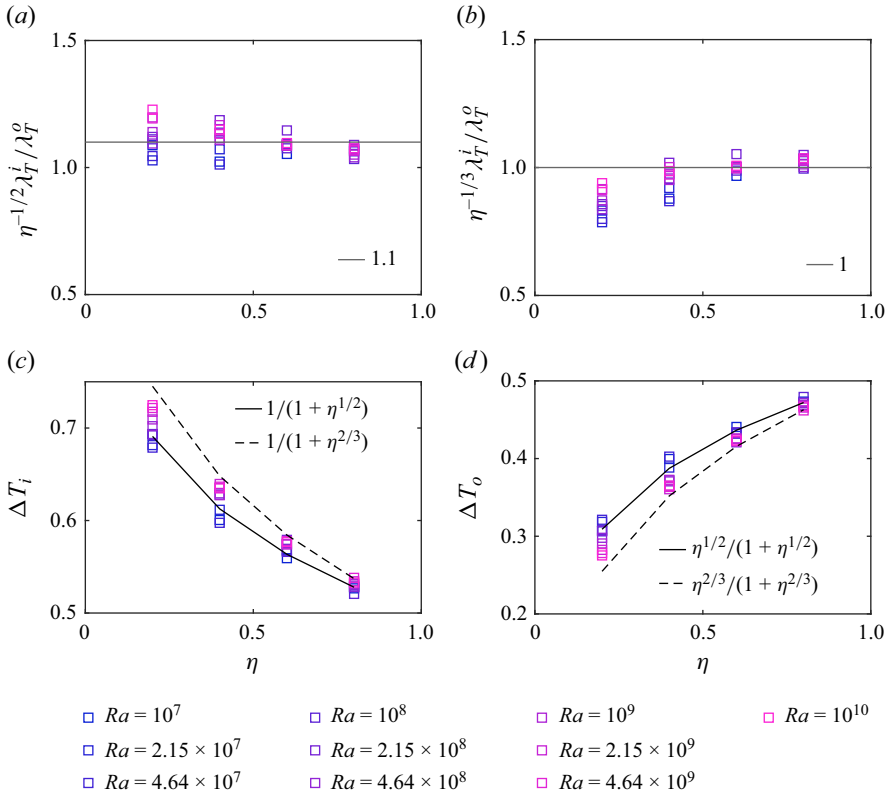 (a)
1.5
1.0
0.5
0 0.5 1.0
η^{-1/2}λ_T^i/λ_T^o
1.1
(b)
1.5
1.0
0.5
0 0.5 1.0
η^{-1/3}λ_T^i/λ_T^o
1
(c)
0.7
0.6
0.5
0 0.5 1.0
ΔT_i
η
1/(1 + η^{1/2})
1/(1 + η^{2/3})
(d)
0.5
0.4
0.3
0.2
0 0.5 1.0
ΔT_o
η
η^{1/2}/(1 + η^{1/2})
η^{2/3}/(1 + η^{2/3})
Ra = 10^7 Ra = 10^8 Ra = 10^9 Ra = 10^{10}
Ra = 2.15 × 10^7 Ra = 2.15 × 10^8 Ra = 2.15 × 10^9
Ra = 4.64 × 10^7 Ra = 4.64 × 10^8 Ra = 4.64 × 10^9